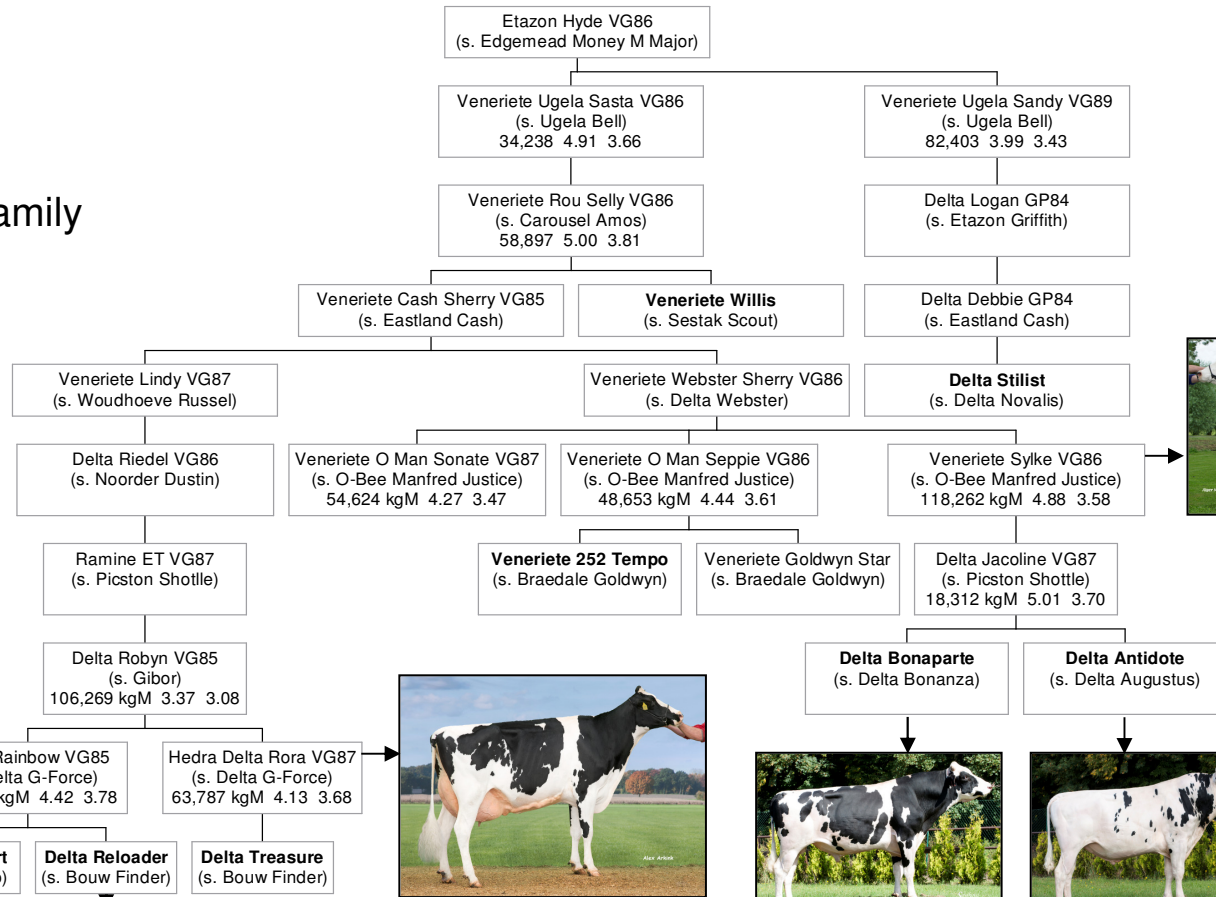 Etazon Hyde VG86
(s. Edgemead Money M Major)
Veneriete Ugela Sasta VG86
(s. Ugela Bell)
34,238 4.91 3.66
Veneriete Ugela Sandy VG89
(s. Ugela Bell)
82,403 3.99 3.43
amily
Veneriete Rou Selly VG86
(s. Carousel Amos)
58,897 5.00 3.81
Delta Logan GP84
(s. Etazon Griffith)
Veneriete Cash Sherry VG85
(s. Eastland Cash)
Veneriete Willis
(s. Sestak Scout)
Delta Debbie GP84
(s. Eastland Cash)
Veneriete Lindy VG87
(s. Woudhoeve Russel)
Veneriete Webster Sherry VG86
(s. Delta Webster)
Delta Stilist
(s. Delta Novalis)
Delta Riedel VG86
(s. Noorder Dustin)
Veneriete O Man Sonate VG87
(s. O-Bee Manfred Justice)
54,624 kgM 4.27 3.47
Veneriete O Man Seppie VG86
(s. O-Bee Manfred Justice)
48,653 kgM 4.44 3.61
Veneriete Sylke VG86
(s. O-Bee Manfred Justice)
118,262 kgM 4.88 3.58
Ramine ET VG87
(s. Picston Shotlle)
Veneriete 252 Tempo
(s. Braedale Goldwyn)
Veneriete Goldwyn Star
(s. Braedale Goldwyn)
Delta Jacoline VG87
(s. Picston Shottle)
18,312 kgM 5.01 3.70
Delta Robyn VG85
(s. Gibor)
106,269 kgM 3.37 3.08
Delta Bonaparte
(s. Delta Bonanza)
Delta Antidote
(s. Delta Augustus)
Rainbow VG85
elta G-Force)
kgM 4.42 3.78
Hedra Delta Rora VG87
(s. Delta G-Force)
63,787 kgM 4.13 3.68
Delta Reloader
(s. Bouw Finder)
Delta Treasure
(s. Bouw Finder)
Alex Arkink